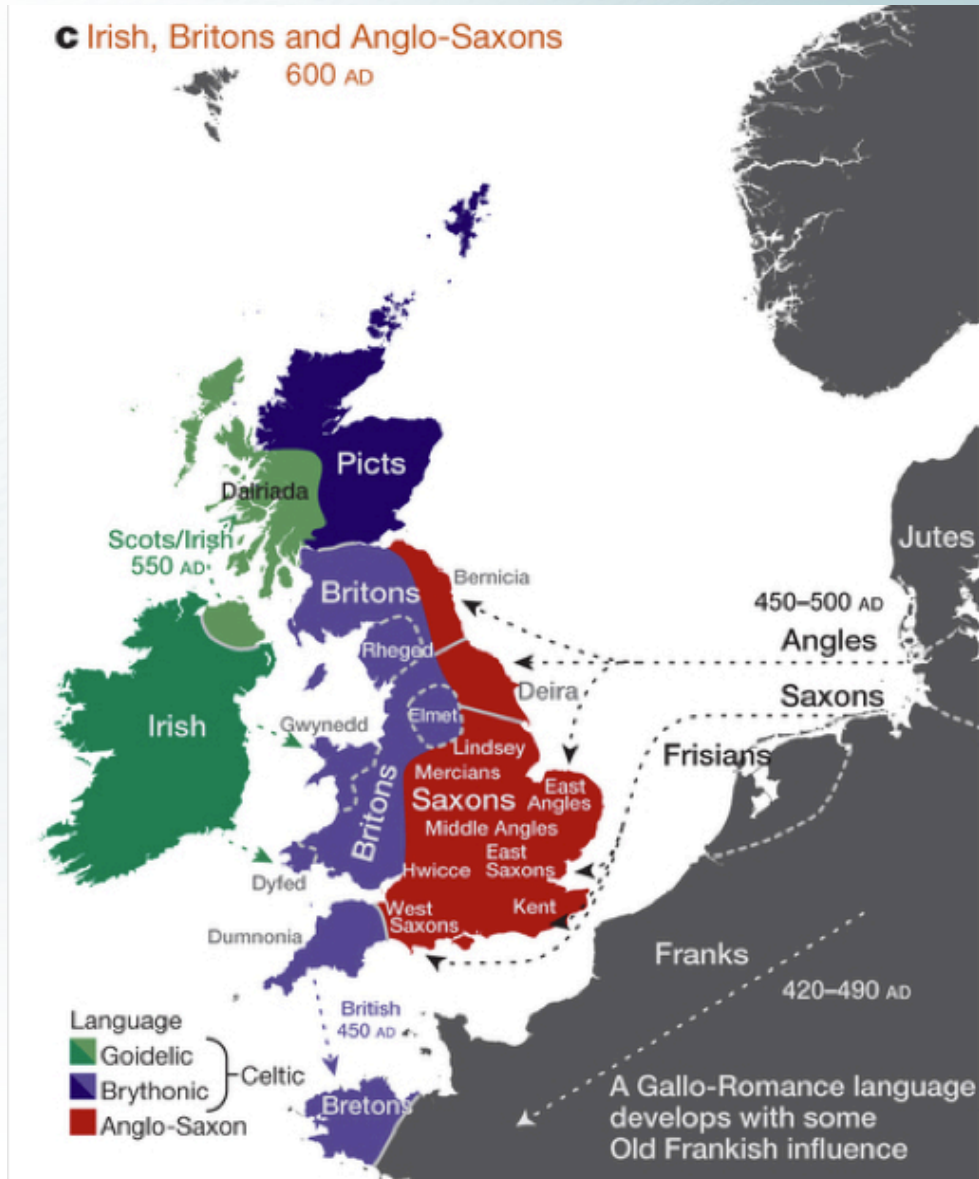 c Irish, Britons and Anglo-Saxons
600 AD
Picts
Dalriada
Scots/Irish
550 AD
Jutes
Britons
Bernicia
450–500 AD
Angles
Rheged
Deira
Saxons
Irish
Gwynedd
Elmet
Frisians
Lindsey
Mercians
Saxons
East
Angles
Britons
Middle Angles
East
Saxons
Hwicce
Dyfed
West
Saxons
Kent
Dumnonia
Franks
420–490 AD
British
450 AD
Language
Goidelic
Brythonic
Celtic
Anglo-Saxon
Bretons
A Gallo-Romance language
develops with some
Old Frankish influence